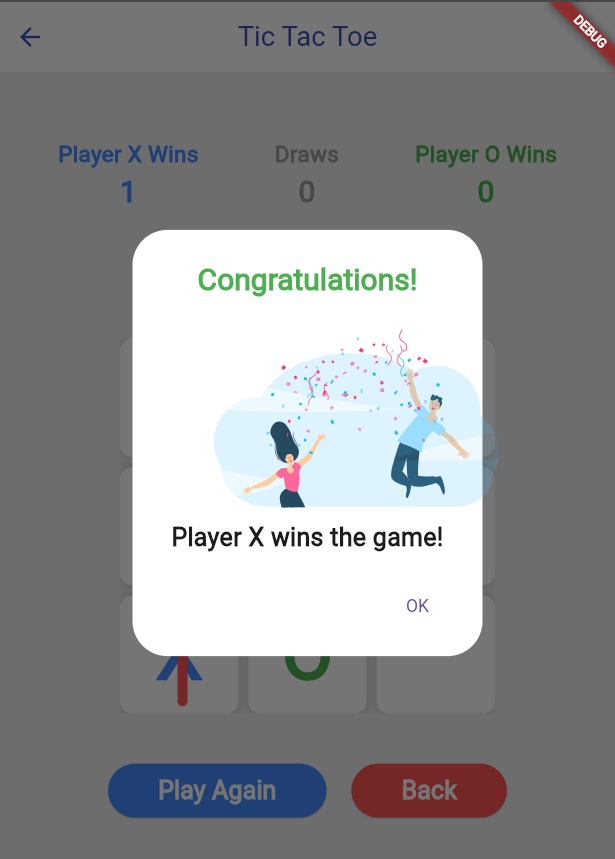 Tic Tac Toe
DEBUG
Player X Wins
Draws
Player O Wins
1
0
0
Congratulations!
Player X wins the game!
OK
X
O
Play Again
Back